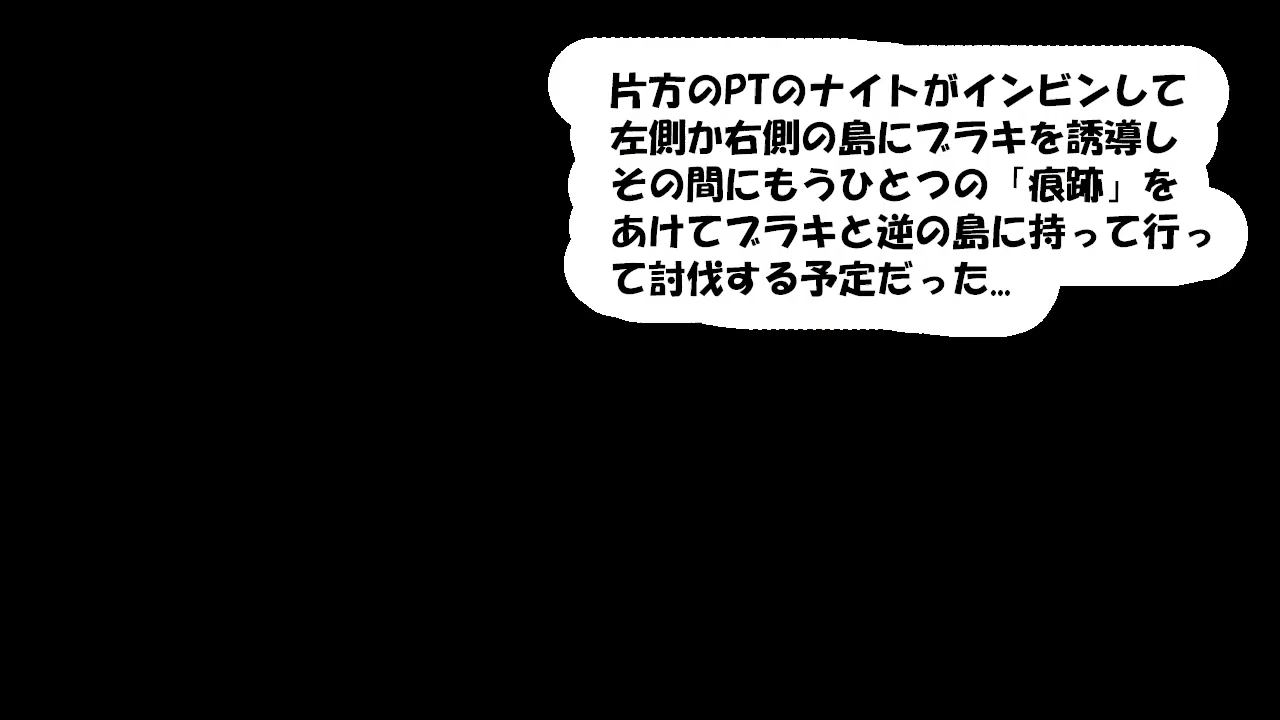 片方のPTのナイトがインビンして
左側か右側の島にブラキを誘導し
その間にもうひとつの「痕跡」を
あけてブラキと逆の島に持って行っ
て討伐する予定だった…